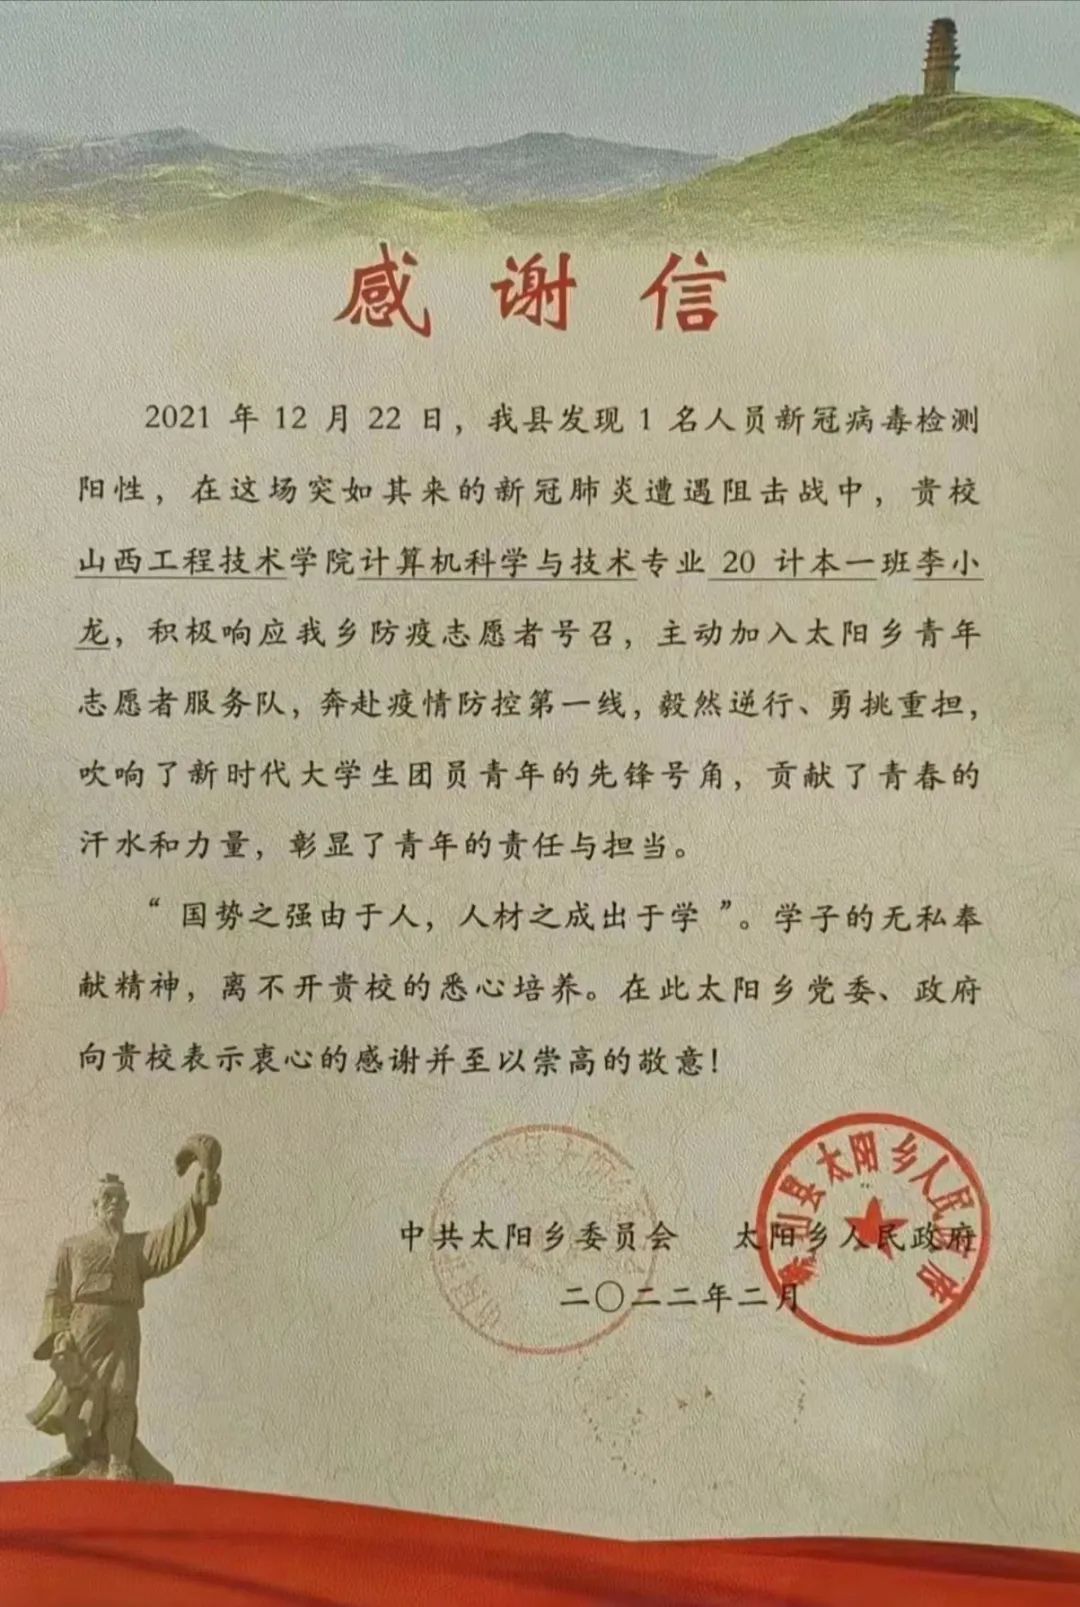 感谢信
2021 年 12 月 22 日，我县发现 1 名人员新冠病毒检测
阳性，在这场突如其来的新冠肺炎遭遇阻击战中，贵校
山西工程技术学院计算机科学与技术专业 20 计本一班李小
龙，积极响应我乡防疫志愿者号召，主动加入太阳乡青年
志愿者服务队，奔赴疫情防控第一线，毅然逆行、勇挑重担，
吹响了新时代大学生团员青年的先锋号角，贡献了青春的
汗水和力量，彰显了青年的责任与担当。
“国势之强由于人，人材之成出于学”。学子的无私奉
献精神，离不开贵校的悉心培养。在此太阳乡党委、政府
向贵校表示衷心的感谢并至以崇高的敬意！
中共太阳乡委员会 太阳乡人民政府
二〇二二年二月
县太阳乡人民政府